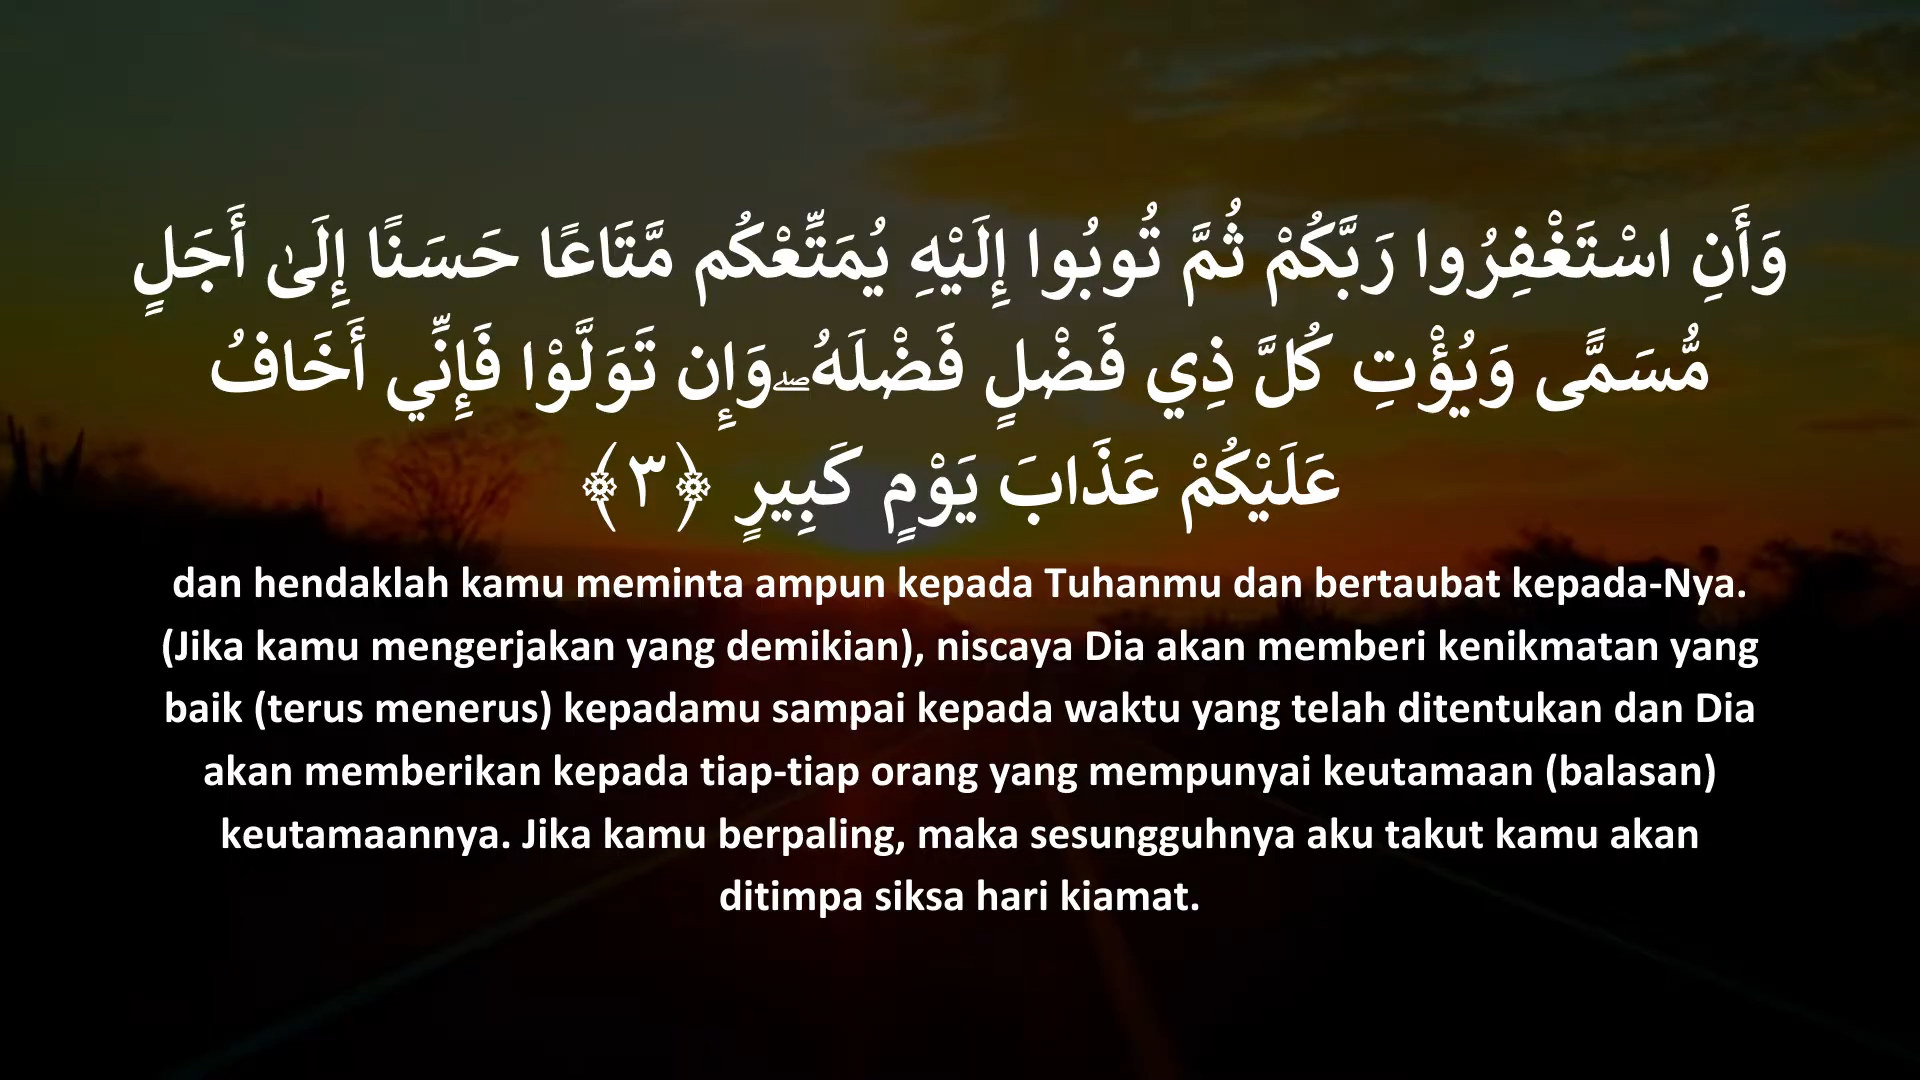 وَأَنِ اسْتَغْفِرُوا رَبَّكُمْ ثُمَّ تُوبُوا إِلَيْهِ يُمَتِّعْكُم مَّتَاعًا حَسَنًا إِلَىٰ أَجَلٍ
مُّسَمًّى وَيُؤْتِ كُلَّ ذِي فَضْلٍ فَضْلَهُ ۖ وَإِن تَوَلَّوْا فَإِنِّي أَخَافُ
عَلَيْكُمْ عَذَابَ يَوْمٍ كَبِيرٍ ﴿٣﴾
dan hendaklah kamu meminta ampun kepada Tuhanmu dan bertaubat kepada-Nya.
(Jika kamu mengerjakan yang demikian), niscaya Dia akan memberi kenikmatan yang
baik (terus menerus) kepadamu sampai kepada waktu yang telah ditentukan dan Dia
akan memberikan kepada tiap-tiap orang yang mempunyai keutamaan (balasan)
keutamaannya. Jika kamu berpaling, maka sesungguhnya aku takut kamu akan
ditimpa siksa hari kiamat.